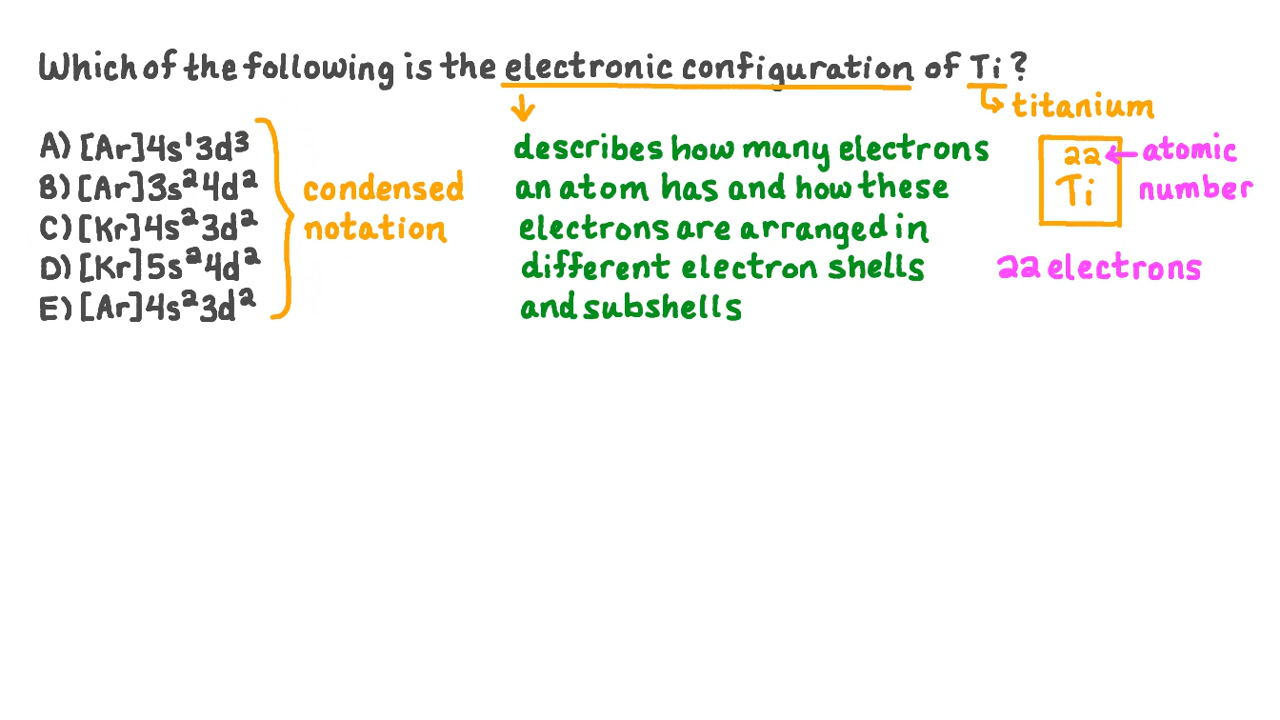 Which of the following is the electronic configuration of Ti?
titanium
A) [Ar]4s¹3d³
B) [Ar]3s²4d²
C) [Kr]4s²3d²
D) [Kr]5s²4d²
E) [Ar]4s²3d²
condensed
notation
describes how many electrons
an atom has and how these
electrons are arranged in
different electron shells
and subshells
22
Ti
atomic
number
22 electrons